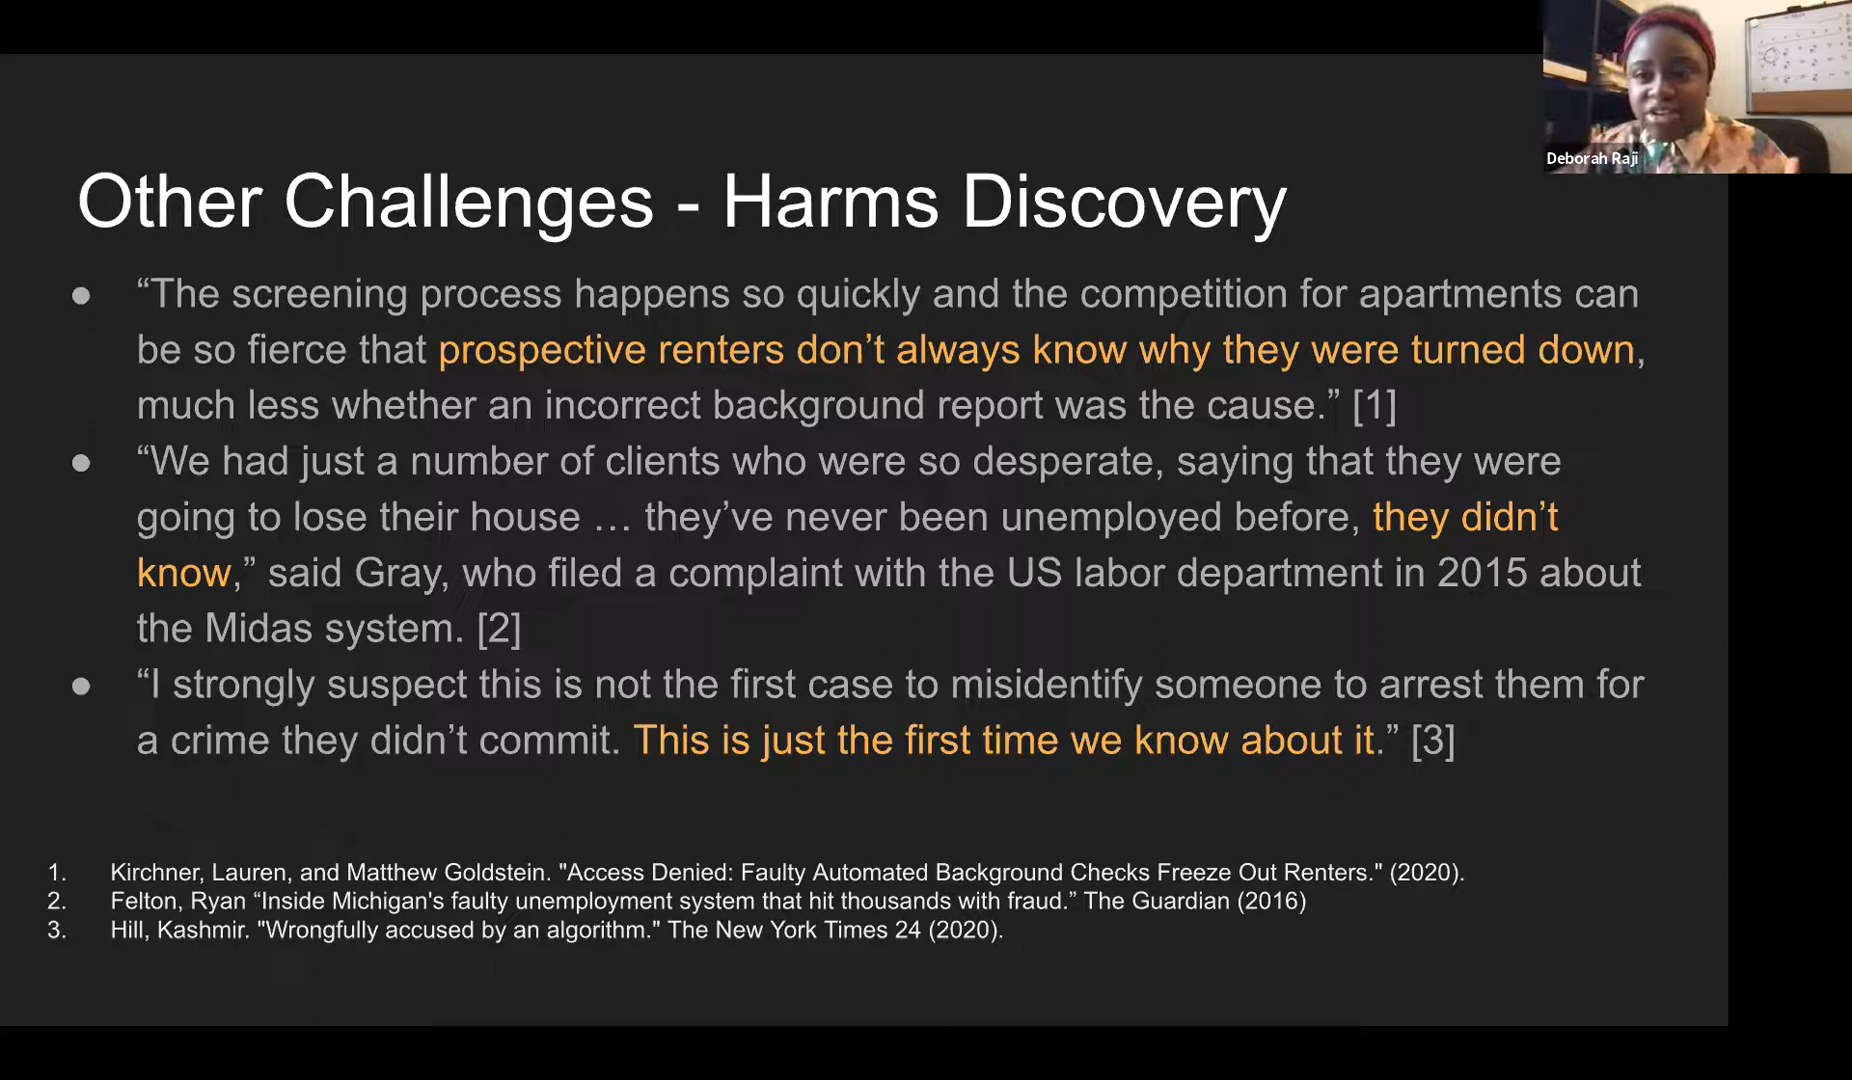 Deborah Raji
Other Challenges - Harms Discovery
● “The screening process happens so quickly and the competition for apartments can
be so fierce that prospective renters don’t always know why they were turned down,
much less whether an incorrect background report was the cause.” [1]
● “We had just a number of clients who were so desperate, saying that they were
going to lose their house … they’ve never been unemployed before, they didn’t
know,” said Gray, who filed a complaint with the US labor department in 2015 about
the Midas system. [2]
● “I strongly suspect this is not the first case to misidentify someone to arrest them for
a crime they didn’t commit. This is just the first time we know about it.” [3]
1. Kirchner, Lauren, and Matthew Goldstein. "Access Denied: Faulty Automated Background Checks Freeze Out Renters." (2020).
2. Felton, Ryan “Inside Michigan's faulty unemployment system that hit thousands with fraud.” The Guardian (2016)
3. Hill, Kashmir. "Wrongfully accused by an algorithm." The New York Times 24 (2020).